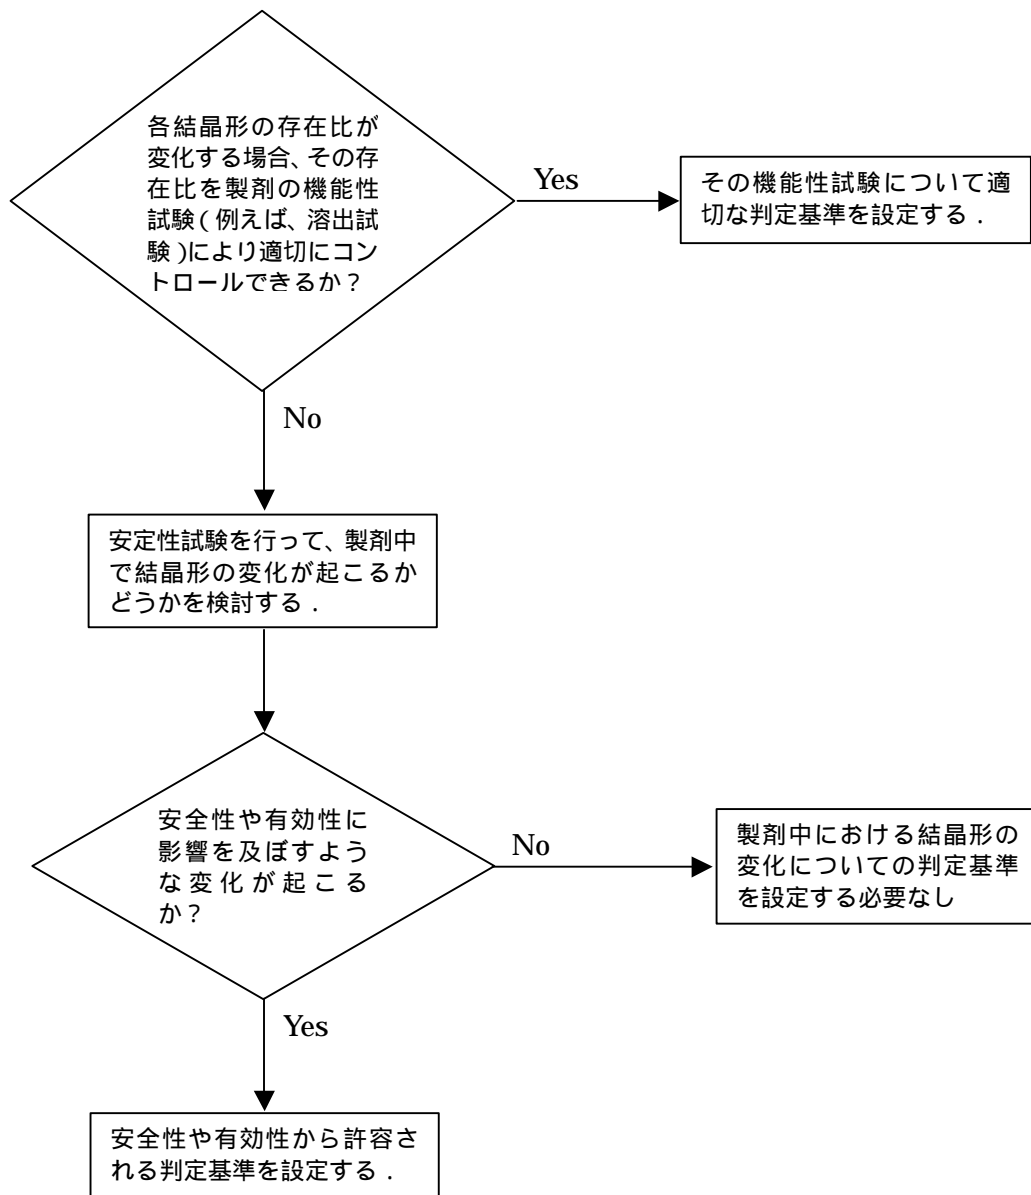 各結晶形の存在比が
変化する場合、その存
在比を製剤の機能性
試験(例えば、溶出試
験)により適切にコン
トロールできるか?
Yes
その機能性試験について適
切な判定基準を設定する.
No
安定性試験を行って、製剤中
で結晶形の変化が起こるか
どうかを検討する.
安全性や有効性に
影響を及ぼすよう
な変化が起こる
か?
No
製剤中における結晶形の
変化についての判定基準
を設定する必要なし
Yes
安全性や有効性から許容さ
れる判定基準を設定する.